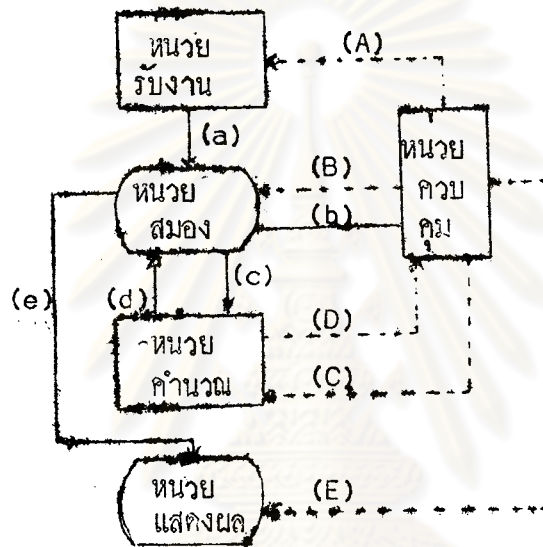 หน่วย
รับงาน
(A)
(a)
หน่วย
ควบ
คุม
หน่วย
สมอง
(B)
(b)
(e)
(d)
(c)
(D)
หน่วย
คำนวณ
(C)
หน่วย
แสดงผล
(E)